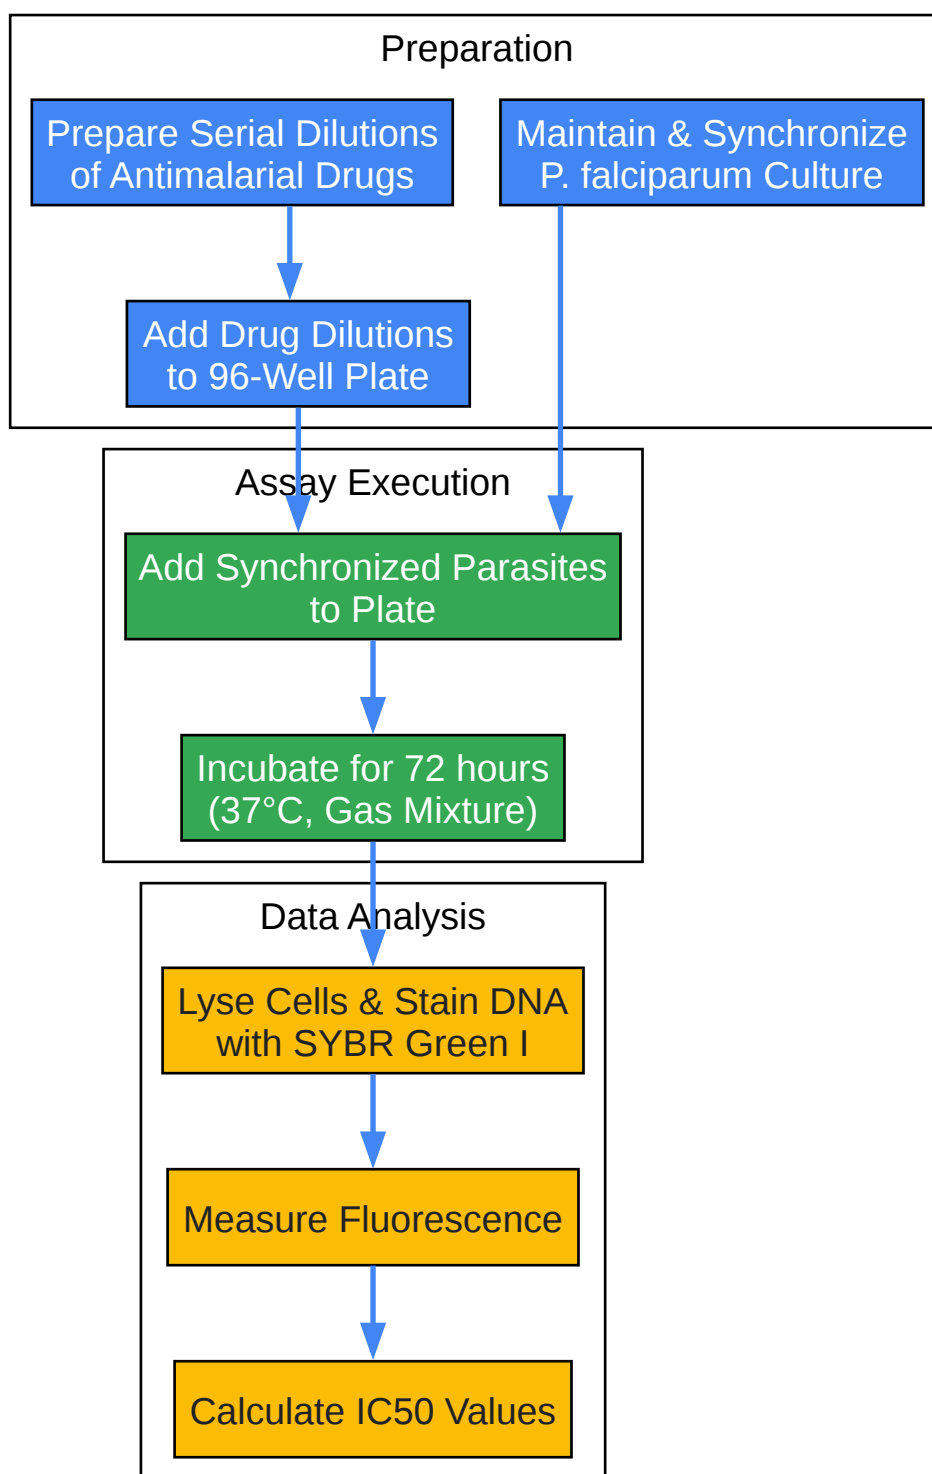 Preparation
Prepare Serial Dilutions
of Antimalarial Drugs
Maintain & Synchronize
P. falciparum Culture
Add Drug Dilutions
to 96-Well Plate
Assay Execution
Add Synchronized Parasites
to Plate
Incubate for 72 hours
(37°C, Gas Mixture)
Data Analysis
Lyse Cells & Stain DNA
with SYBR Green I
Measure Fluorescence
Calculate IC50 Values